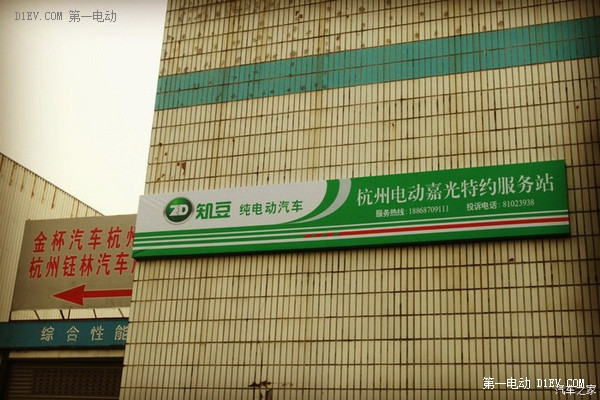 D1EV.COM 第一电动
ZD 知豆 纯电动汽车
杭州电动嘉光特约服务站
服务热线：18868709111 投诉电话：81023938
金杯汽车杭州
杭州钰林汽车
综合性能
第一电动 D1EV.COM
汽车之家